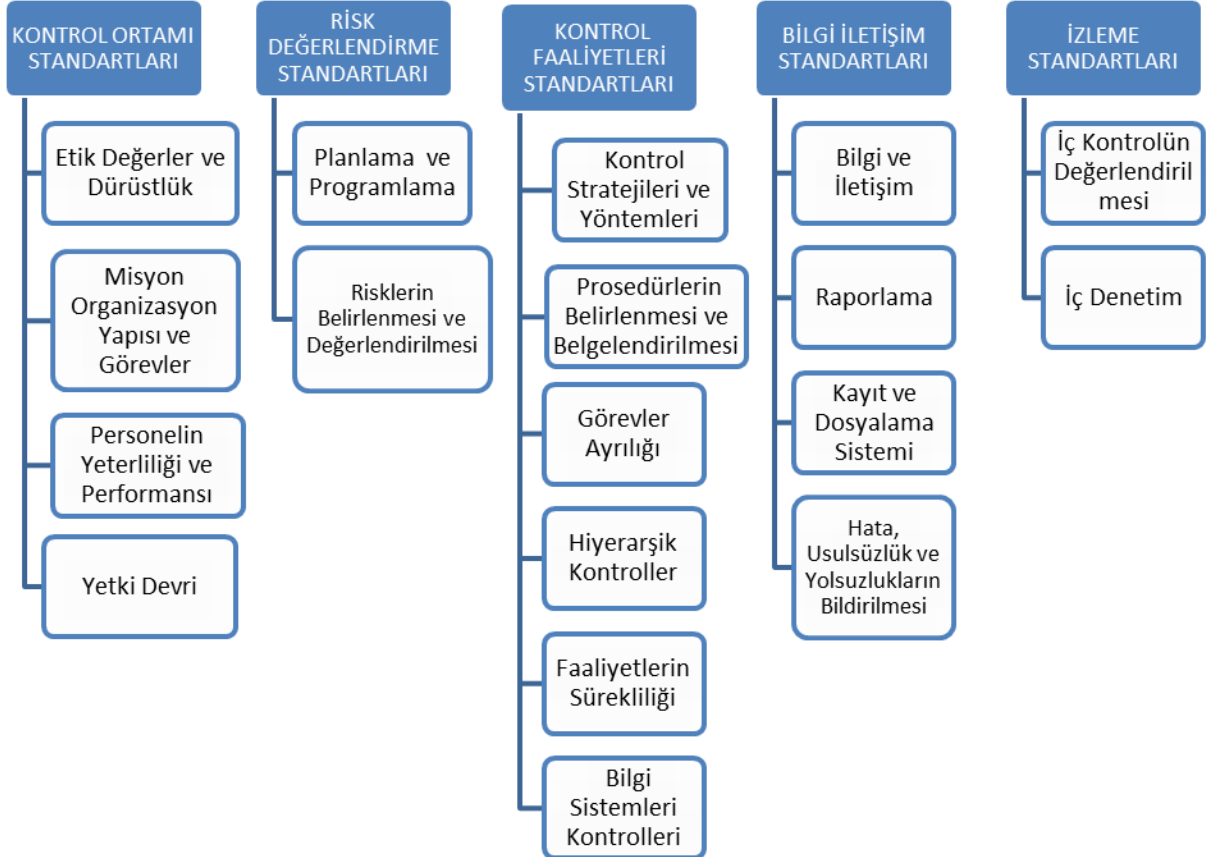 KONTROL ORTAMI
STANDARTLARI
Etik Değerler ve
Dürüstlük
Misyon
Organizasyon
Yapısı ve
Görevler
Personelin
Yeterliliği ve
Performansı
Yetki Devri
RİSK
DEĞERLENDİRME
STANDARTLARI
Planlama ve
Programlama
Risklerin
Belirlenmesi ve
Değerlendirilmesi
KONTROL
FAALİYETLERİ
STANDARTLARI
Kontrol
Stratejileri ve
Yöntemleri
Prosedürlerin
Belirlenmesi ve
Belgelendirilmesi
Görevler
Ayrılığı
Hiyerarşik
Kontroller
Faaliyetlerin
Sürekliliği
Bilgi
Sistemleri
Kontrolleri
BİLGİ İLETİŞİM
STANDARTLARI
Bilgi ve
İletişim
Raporlama
Kayıt ve
Dosyalama
Sistemi
Hata,
Usulsüzlük ve
Yolsuzlukların
Bildirilmesi
İZLEME
STANDARTLARI
İç Kontrolün
Değerlendiril
mesi
İç Denetim